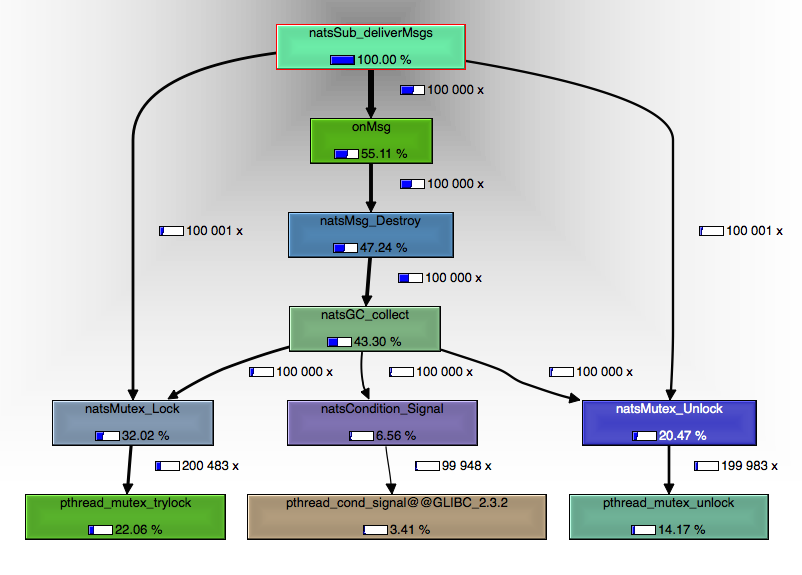 natsSub_deliverMsgs
100.00 %
100 000 x
onMsg
55.11 %
100 000 x
natsMsg_Destroy
100 001 x
100 001 x
47.24 %
100 000 x
natsGC_collect
43.30 %
100 000 x
100 000 x
100 000 x
natsMutex_Lock
natsCondition_Signal
natsMutex_Unlock
32.02 %
6.56 %
20.47 %
200 483 x
99 948 x
199 983 x
pthread_mutex_trylock
pthread_cond_signal@@GLIBC_2.3.2
pthread_mutex_unlock
22.06 %
3.41 %
14.17 %